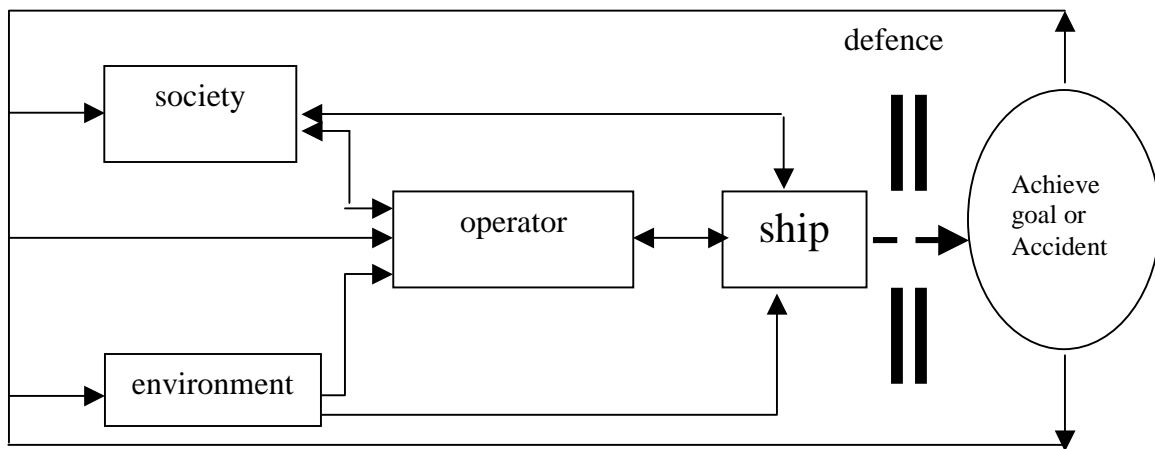 defence
society
Achieve
goal or
Accident
operator
ship
environment